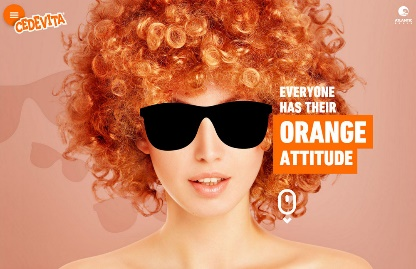 CEDEVITA
EVERYONE
HAS THEIR
ORANGE
ATTITUDE